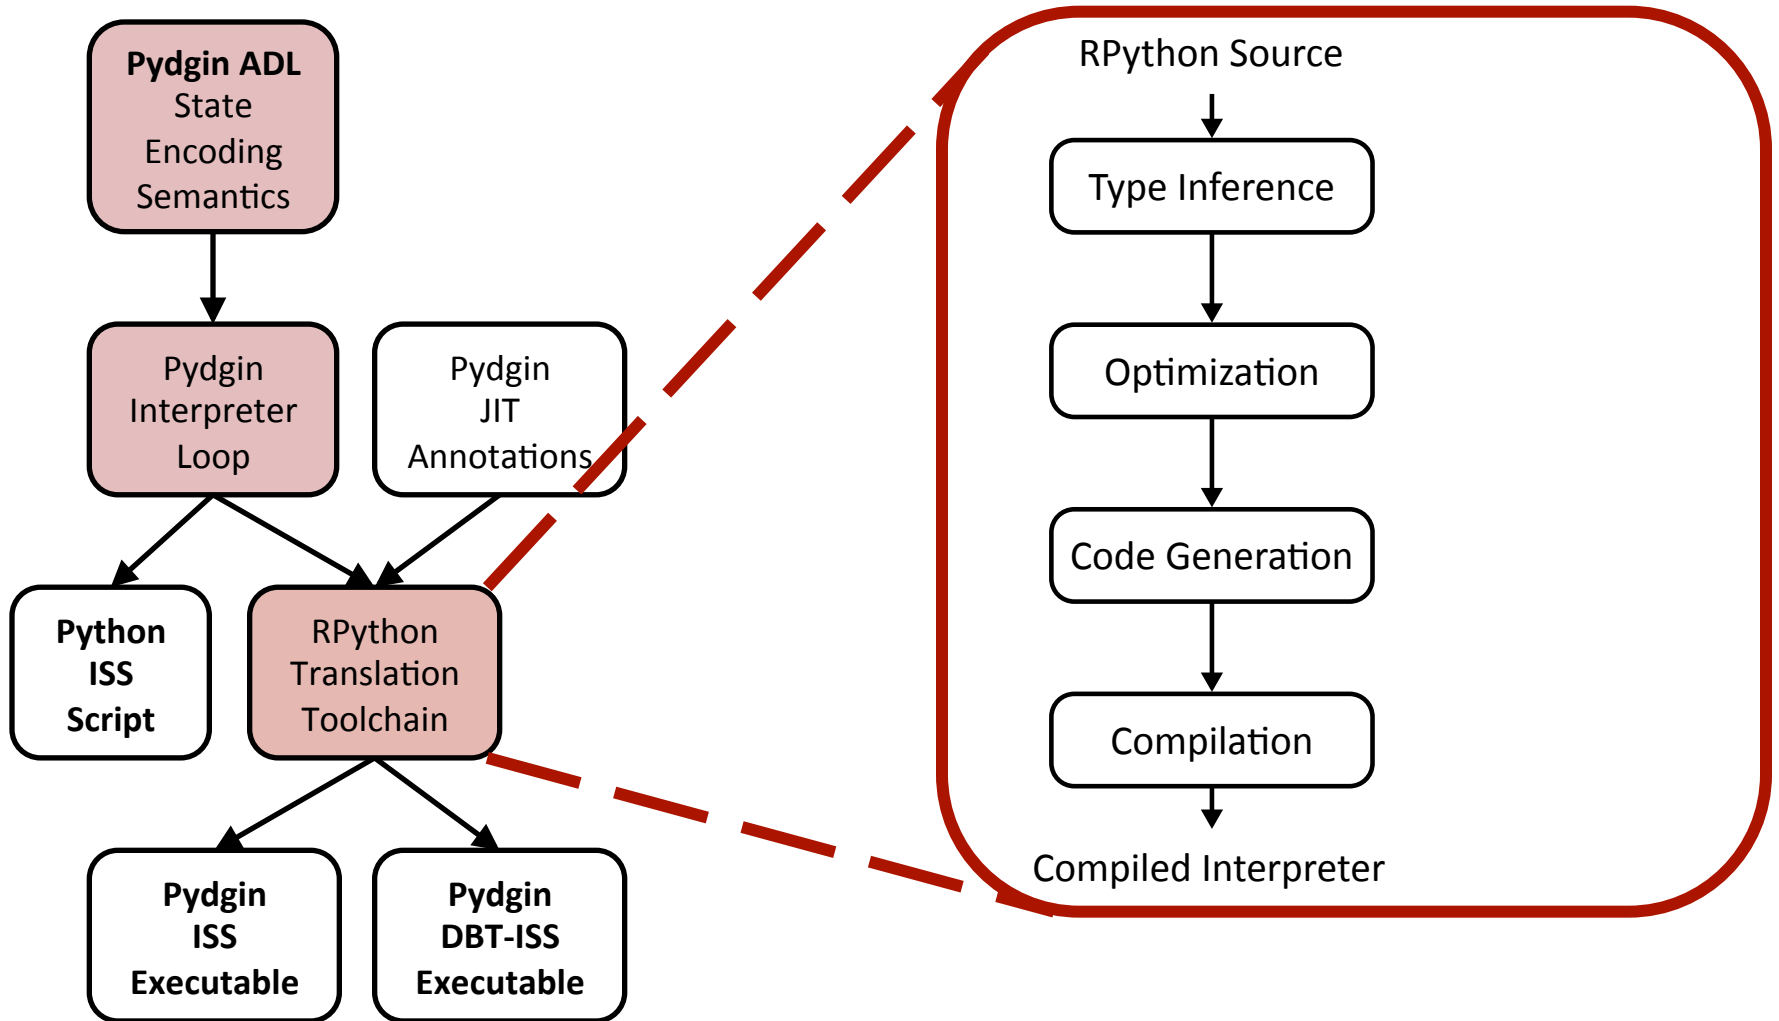 Pydgin ADL
State
Encoding
Semantics
Pydgin
Interpreter
Loop
Pydgin
JIT
Annotations
Python
ISS
Script
RPython
Translation
Toolchain
Pydgin
ISS
Executable
Pydgin
DBT-ISS
Executable
RPython Source
Type Inference
Optimization
Code Generation
Compilation
Compiled Interpreter